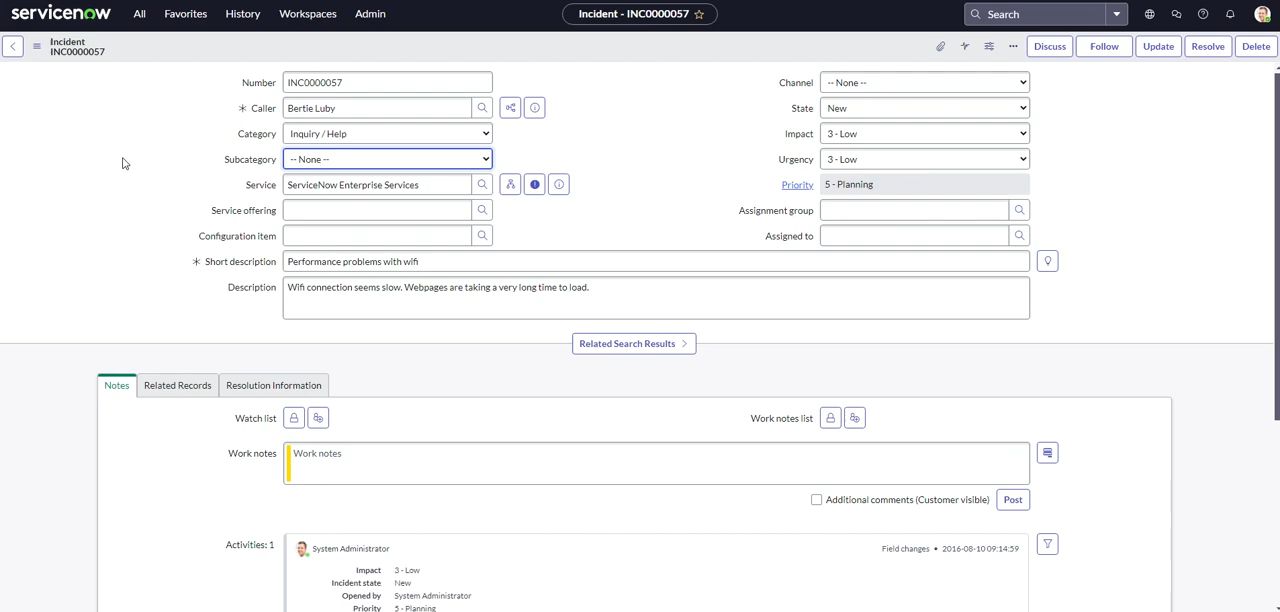 servicenow All Favorites History Workspaces Admin Incident - INC0000057 Search
Incident
INC0000057
Discuss Follow Update Resolve Delete
Number INC0000057 Channel -- None --
Caller Bertie Luby State New
Category Inquiry / Help Impact 3 - Low
Subcategory -- None -- Urgency 3 - Low
Service ServiceNow Enterprise Services Priority 5 - Planning
Service offering Assignment group
Configuration item Assigned to
Short description Performance problems with wifi
Description Wifi connection seems slow. Webpages are taking a very long time to load.
Related Search Results
Notes Related Records Resolution Information
Watch list Work notes list
Work notes Work notes
Additional comments (Customer visible) Post
Activities: 1 System Administrator Field changes • 2016-08-10 09:14:59
Impact 3 - Low
Incident state New
Opened by System Administrator
Priority 5 - Planning